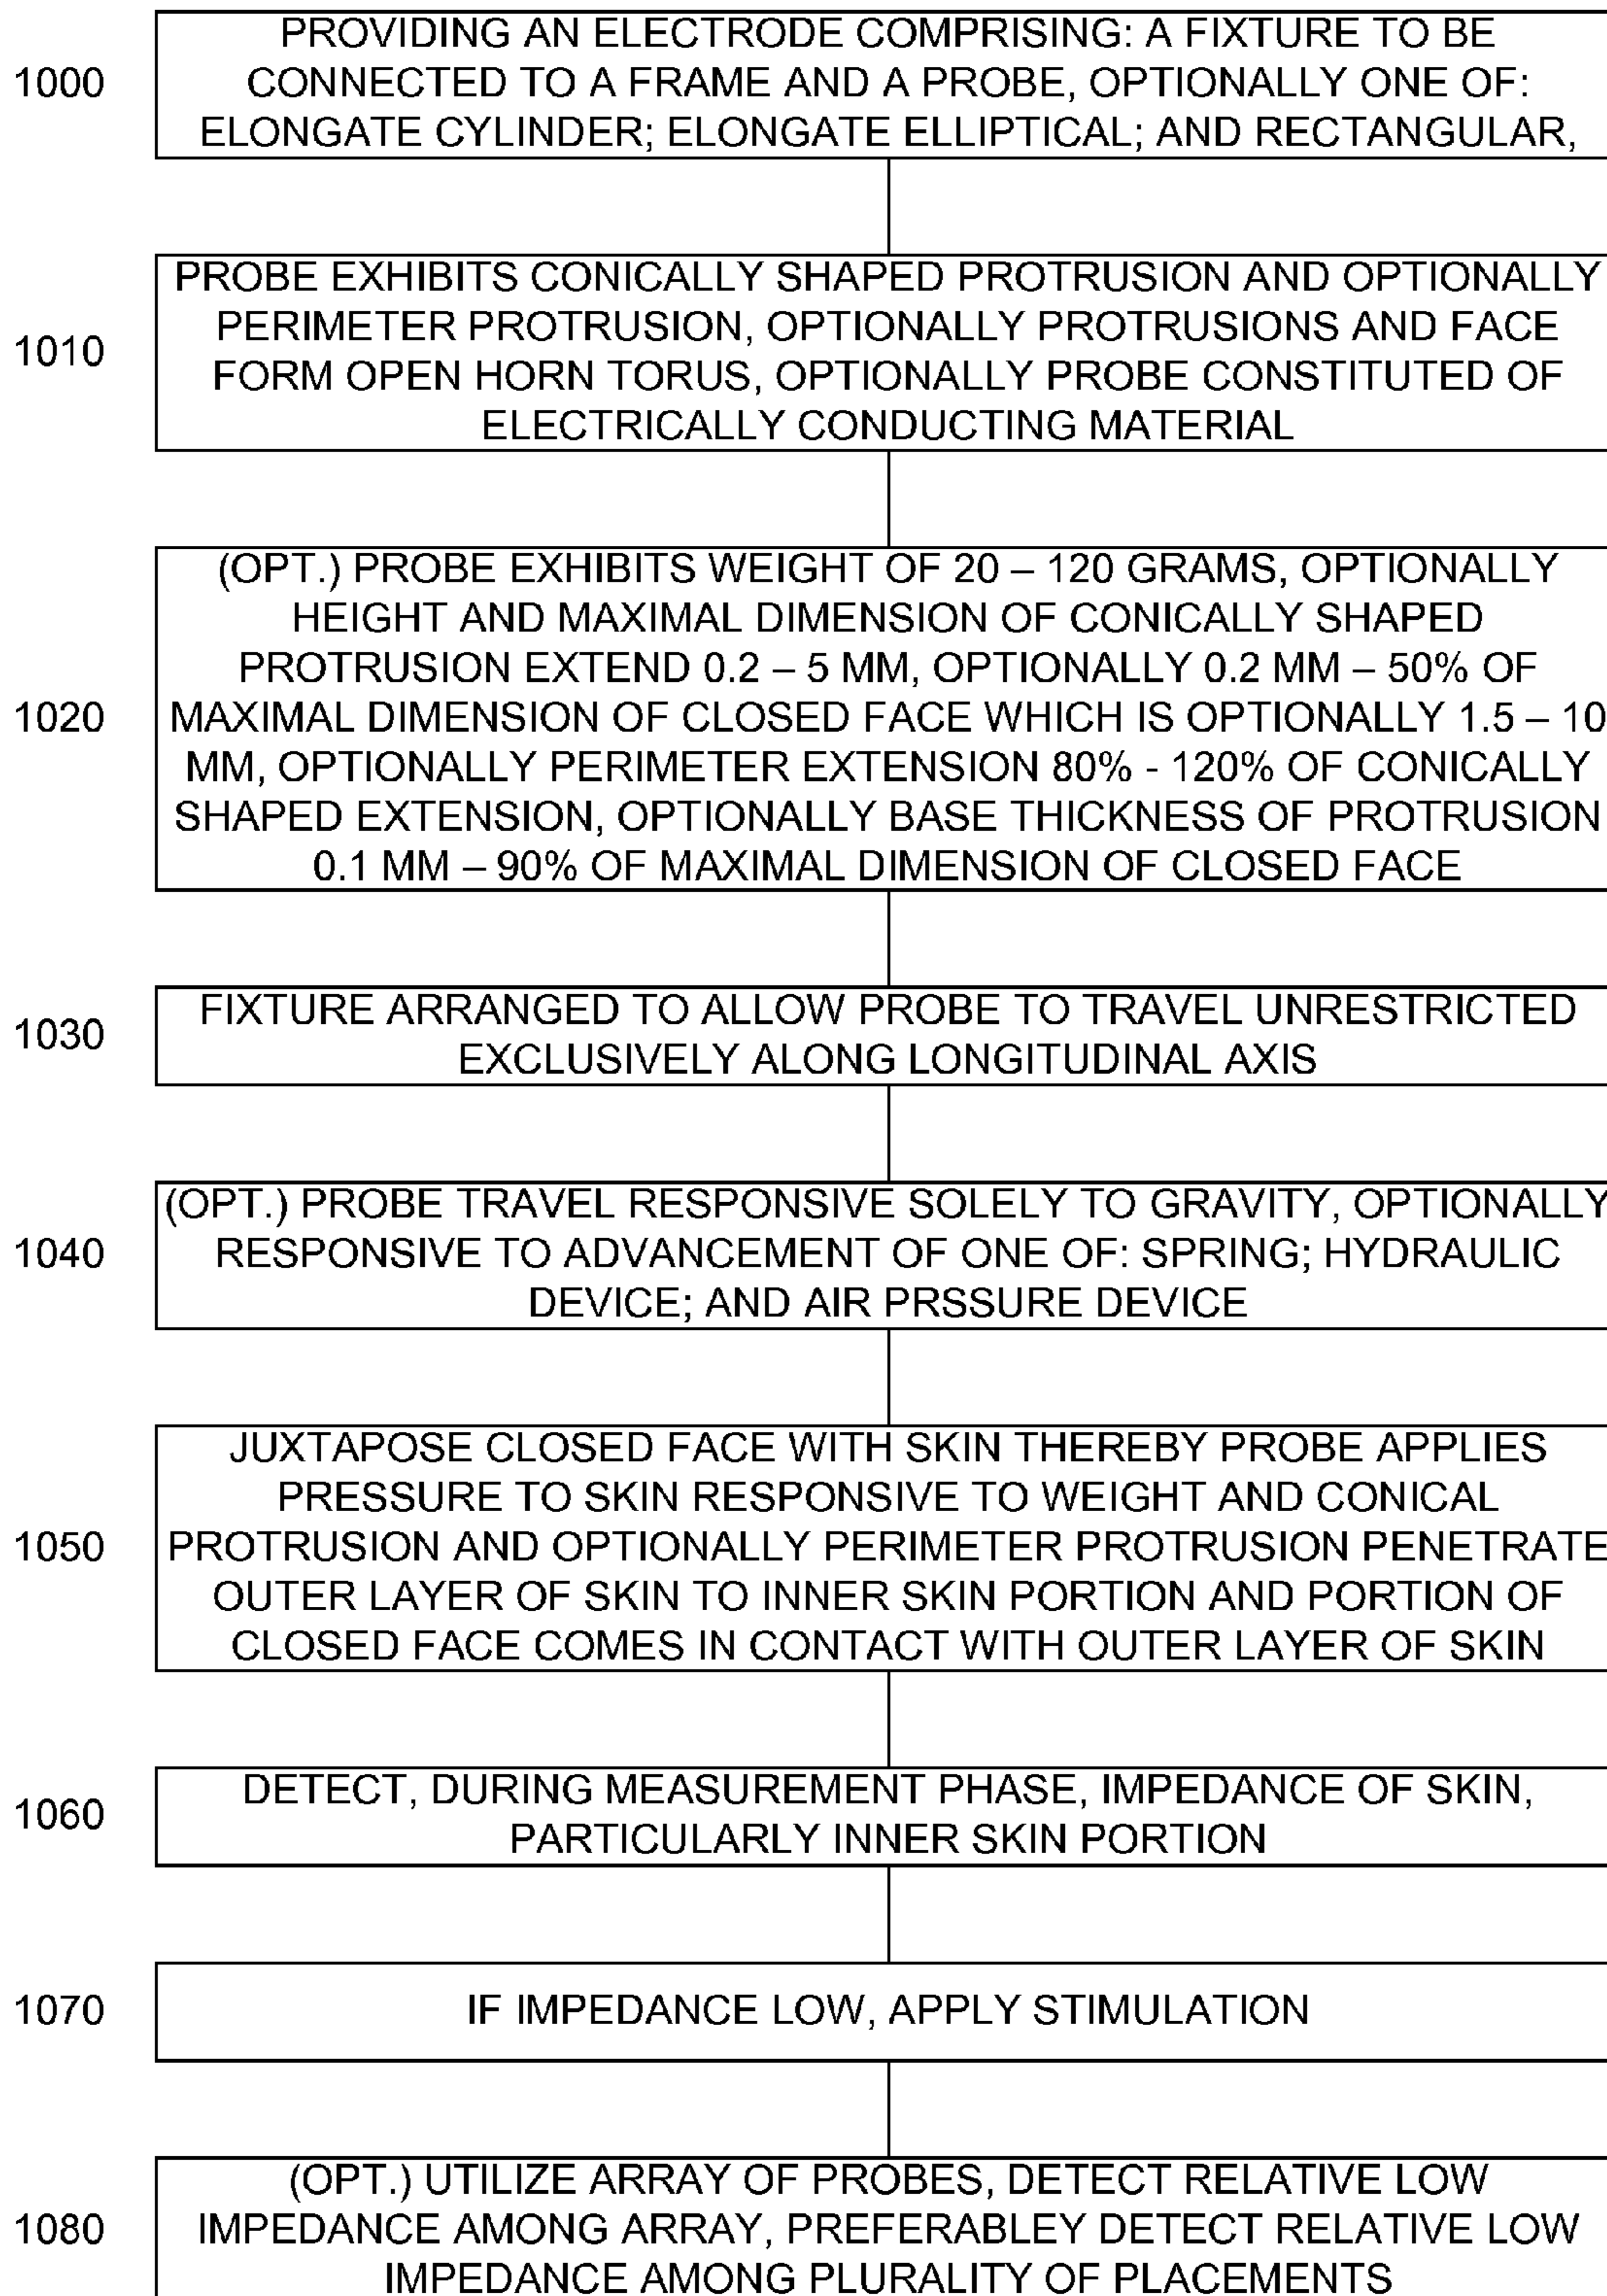 1000
PROVIDING AN ELECTRODE COMPRISING: A FIXTURE TO BE
CONNECTED TO A FRAME AND A PROBE, OPTIONALLY ONE OF:
ELONGATE CYLINDER; ELONGATE ELLIPTICAL; AND RECTANGULAR,
1010
PROBE EXHIBITS CONICALLY SHAPED PROTRUSION AND OPTIONALLY
PERIMETER PROTRUSION, OPTIONALLY PROTRUSIONS AND FACE
FORM OPEN HORN TORUS, OPTIONALLY PROBE CONSTITUTED OF
ELECTRICALLY CONDUCTING MATERIAL
1020
(OPT.) PROBE EXHIBITS WEIGHT OF 20 – 120 GRAMS, OPTIONALLY
HEIGHT AND MAXIMAL DIMENSION OF CONICALLY SHAPED
PROTRUSION EXTEND 0.2 – 5 MM, OPTIONALLY 0.2 MM – 50% OF
MAXIMAL DIMENSION OF CLOSED FACE WHICH IS OPTIONALLY 1.5 – 10
MM, OPTIONALLY PERIMETER EXTENSION 80% - 120% OF CONICALLY
SHAPED EXTENSION, OPTIONALLY BASE THICKNESS OF PROTRUSION
0.1 MM – 90% OF MAXIMAL DIMENSION OF CLOSED FACE
1030
FIXTURE ARRANGED TO ALLOW PROBE TO TRAVEL UNRESTRICTED
EXCLUSIVELY ALONG LONGITUDINAL AXIS
1040
(OPT.) PROBE TRAVEL RESPONSIVE SOLELY TO GRAVITY, OPTIONALLY
RESPONSIVE TO ADVANCEMENT OF ONE OF: SPRING; HYDRAULIC
DEVICE; AND AIR PRSSURE DEVICE
1050
JUXTAPOSE CLOSED FACE WITH SKIN THEREBY PROBE APPLIES
PRESSURE TO SKIN RESPONSIVE TO WEIGHT AND CONICAL
PROTRUSION AND OPTIONALLY PERIMETER PROTRUSION PENETRATE
OUTER LAYER OF SKIN TO INNER SKIN PORTION AND PORTION OF
CLOSED FACE COMES IN CONTACT WITH OUTER LAYER OF SKIN
1060
DETECT, DURING MEASUREMENT PHASE, IMPEDANCE OF SKIN,
PARTICULARLY INNER SKIN PORTION
1070
IF IMPEDANCE LOW, APPLY STIMULATION
1080
(OPT.) UTILIZE ARRAY OF PROBES, DETECT RELATIVE LOW
IMPEDANCE AMONG ARRAY, PREFERABLEY DETECT RELATIVE LOW
IMPEDANCE AMONG PLURALITY OF PLACEMENTS